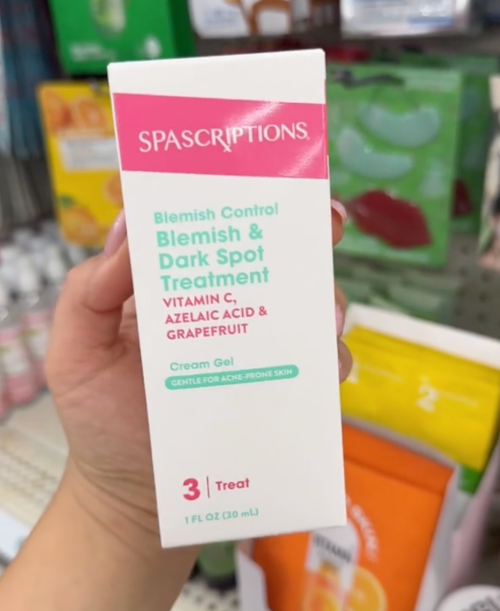 SPASCRIPTIONS
Blemish Control
Blemish &
Dark Spot
Treatment
VITAMIN C,
AZELAIC ACID &
GRAPEFRUIT
Cream Gel
GENTLE FOR ACNE-PRONE SKIN
3 | Treat
1 FL OZ (30 mL)
2